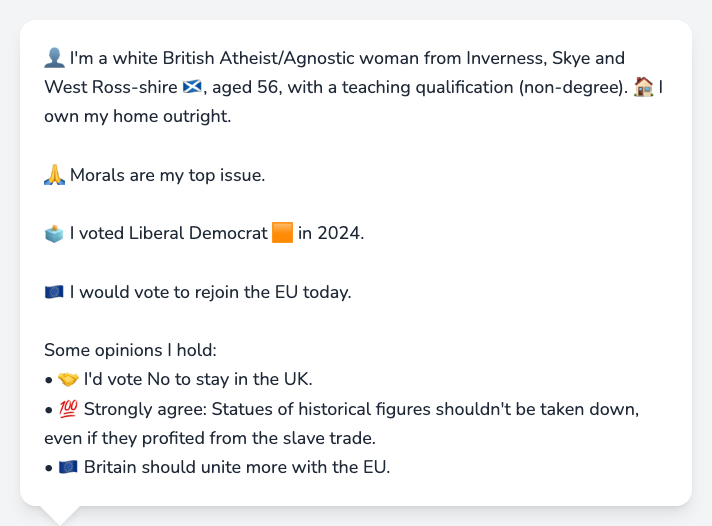 👤 I'm a white British Atheist/Agnostic woman from Inverness, Skye and
West Ross-shire 🏴󠁧󠁢󠁳󠁣󠁴󠁿, aged 56, with a teaching qualification (non-degree). 🏠 I
own my home outright.
🙏 Morals are my top issue.
🗳️ I voted Liberal Democrat 🟧 in 2024.
🇪🇺 I would vote to rejoin the EU today.
Some opinions I hold:
• 🤝 I'd vote No to stay in the UK.
• 💯 Strongly agree: Statues of historical figures shouldn't be taken down,
even if they profited from the slave trade.
• 🇪🇺 Britain should unite more with the EU.